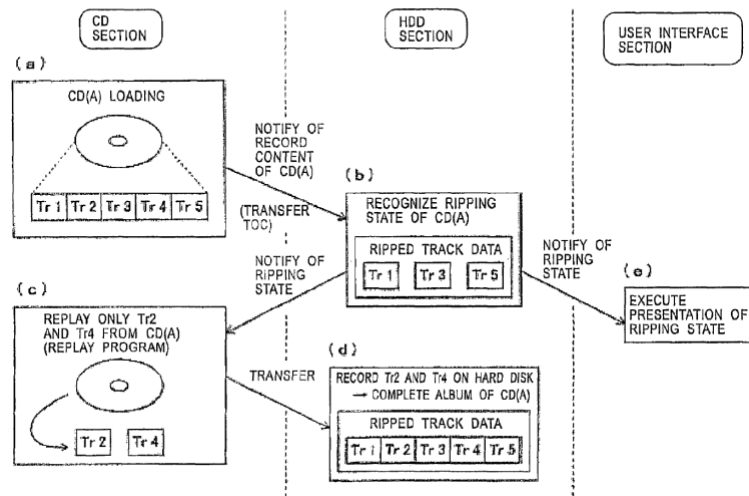 CD
SECTION
HDD
SECTION
USER INTERFACE
SECTION
(a)
CD(A) LOADING
Tr 1 Tr 2 Tr 3 Tr 4 Tr 5
NOTIFY OF
RECORD
CONTENT
OF CD(A)
(TRANSFER
TOC)
(b)
RECOGNIZE RIPPING
STATE OF CD(A)
RIPPED TRACK DATA
Tr 1 Tr 3 Tr 5
NOTIFY OF
RIPPING
STATE
NOTIFY OF
RIPPING
STATE
(e)
EXECUTE
PRESENTATION OF
RIPPING STATE
(c)
REPLAY ONLY Tr2
AND Tr4 FROM CD(A)
(REPLAY PROGRAM)
Tr 2 Tr 4
TRANSFER
(d)
RECORD Tr2 AND Tr4 ON HARD DISK
→ COMPLETE ALBUM OF CD(A)
RIPPED TRACK DATA
Tr 1 Tr 2 Tr 3 Tr 4 Tr 5